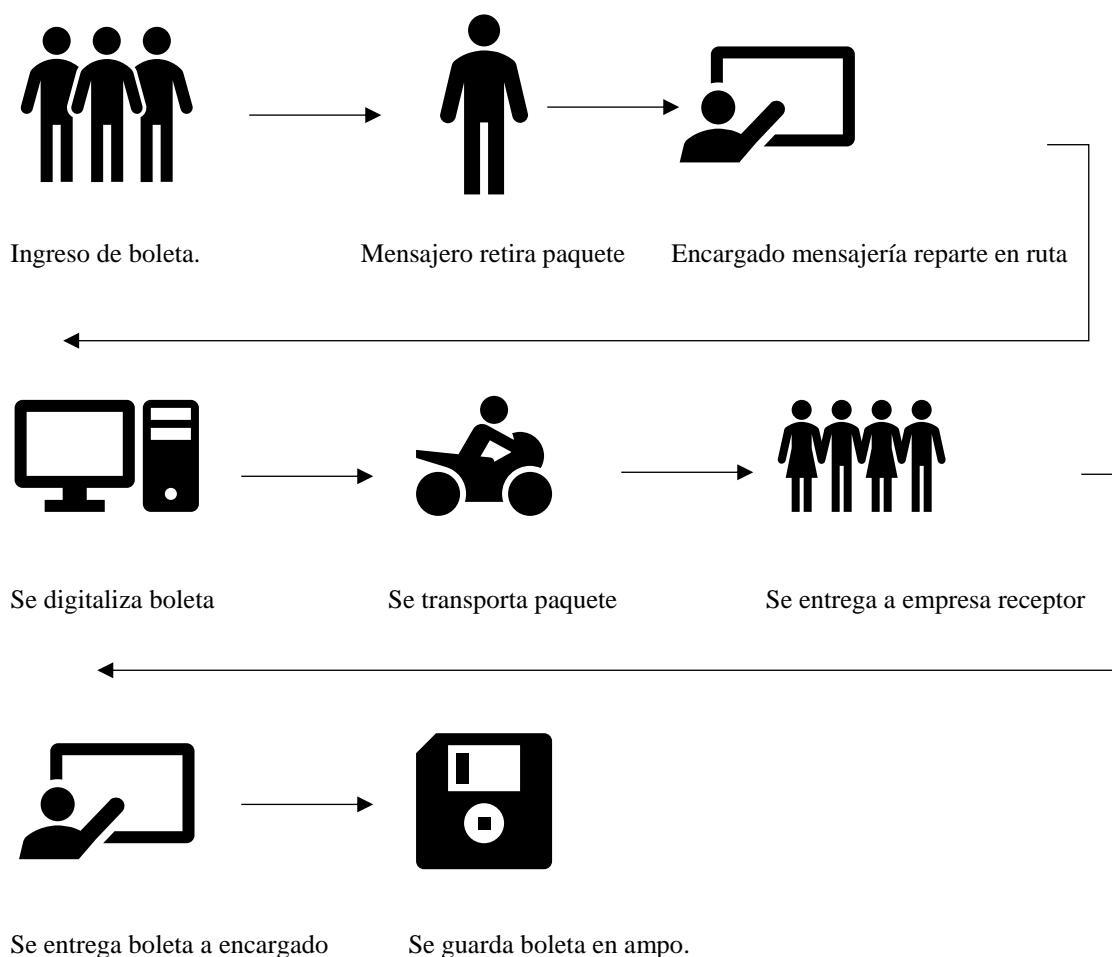 Ingreso de boleta.
Mensajero retira paquete
Encargado mensajería reparte en ruta
Se digitaliza boleta
Se transporta paquete
Se entrega a empresa receptor
Se entrega boleta a encargado
Se guarda boleta en ampo.